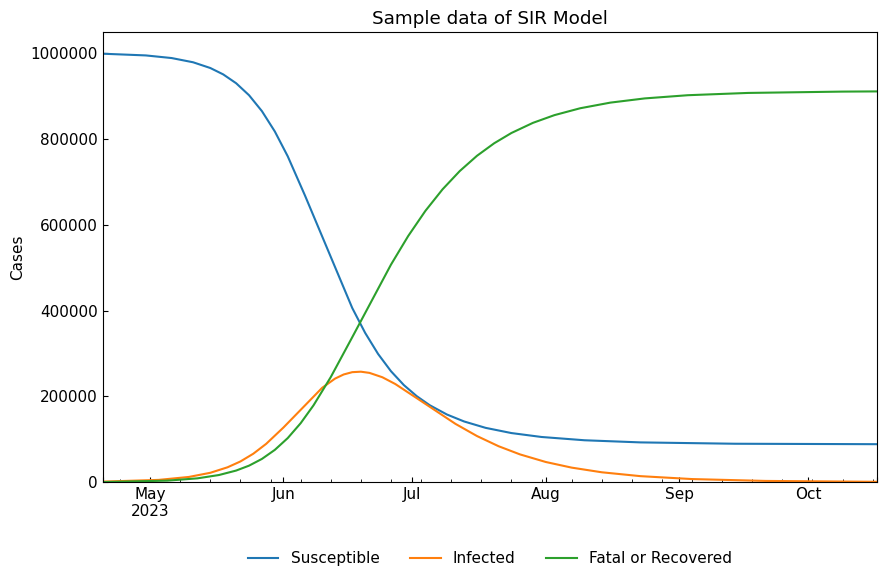 Sample data of SIR Model
Cases
1000000
800000
600000
400000
200000
0
May Jun Jul Aug Sep Oct
2023
Susceptible Infected Fatal or Recovered